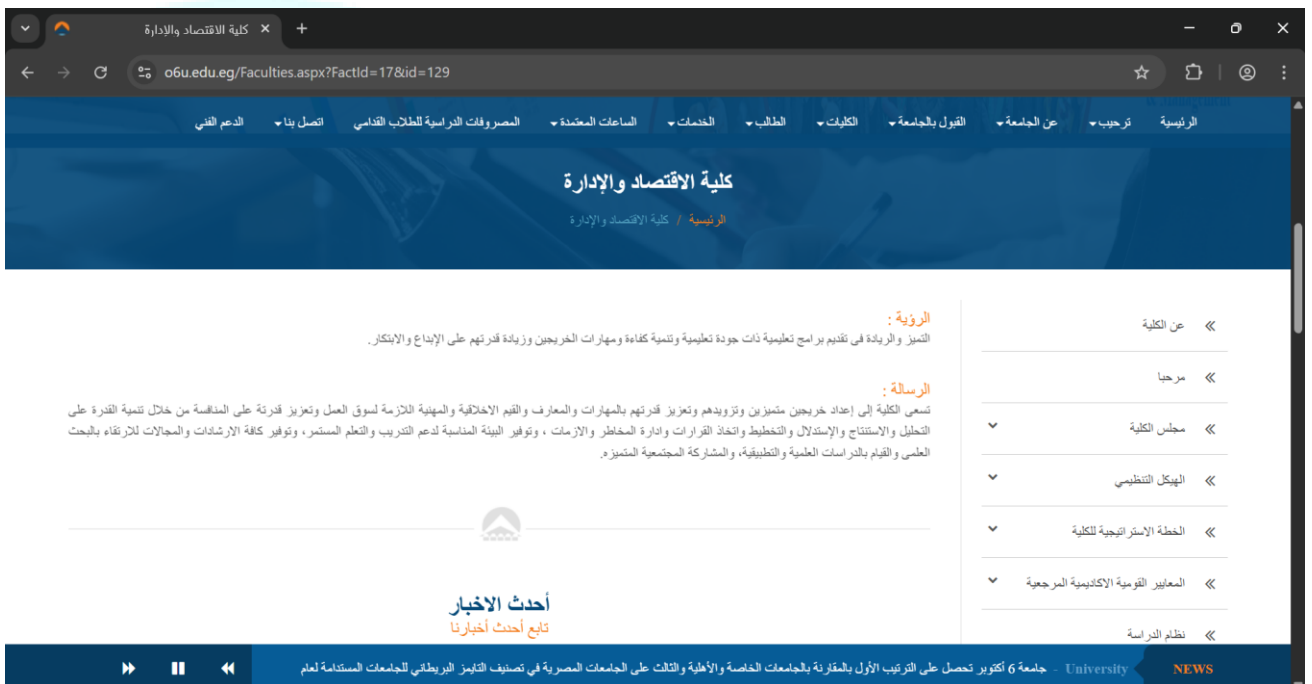 كلية الاقتصاد والإدارة
o6u.edu.eg/Faculties.aspx?FactId=17&id=129
الرئيسية ترحيب عن الجامعة القبول بالجامعة الكليات الطالب الخدمات الساعات المعتمدة المصروفات الدراسية للطلاب القدامى اتصل بنا الدعم الفني
كلية الاقتصاد والإدارة
الرئيسية / كلية الاقتصاد والإدارة
عن الكلية
مرحبا
مجلس الكلية
الهيكل التنظيمي
الخطة الاستراتيجية للكلية
المعايير القومية الاكاديمية المرجعية
نظام الدراسة
الرؤية :
التميز والريادة فى تقديم برامج تعليمية ذات جودة تعليمية وتنمية كفاءة ومهارات الخريجين وزيادة قدرتهم على الإبداع والابتكار.
الرسالة :
تسعى الكلية إلى إعداد خريجين متميزين وتزويدهم وتعزيز قدرتهم بالمهارات والمعارف والقيم الاخلاقية والمهنية اللازمة لسوق العمل وتعزيز قدرتة على المنافسة من خلال تنمية القدرة على
التحليل والاستنتاج والإستدلال والتخطيط واتخاذ القرارات وادارة المخاطر والازمات ، وتوفير البيئة المناسبة لدعم التدريب والتعلم المستمر، وتوفير كافة الارشادات والمجالات للارتقاء بالبحث
العلمى والقيام بالدراسات العلمية والتطبيقية، والمشاركة المجتمعية المتميزه.
أحدث الاخبار
تابع أحدث أخبارنا
NEWS University - جامعة 6 أكتوبر تحصل على الترتيب الأول بالمقارنة بالجامعات الخاصة والأهلية والثالث على الجامعات المصرية في تصنيف التايمز البريطاني للجامعات المستدامة لعام